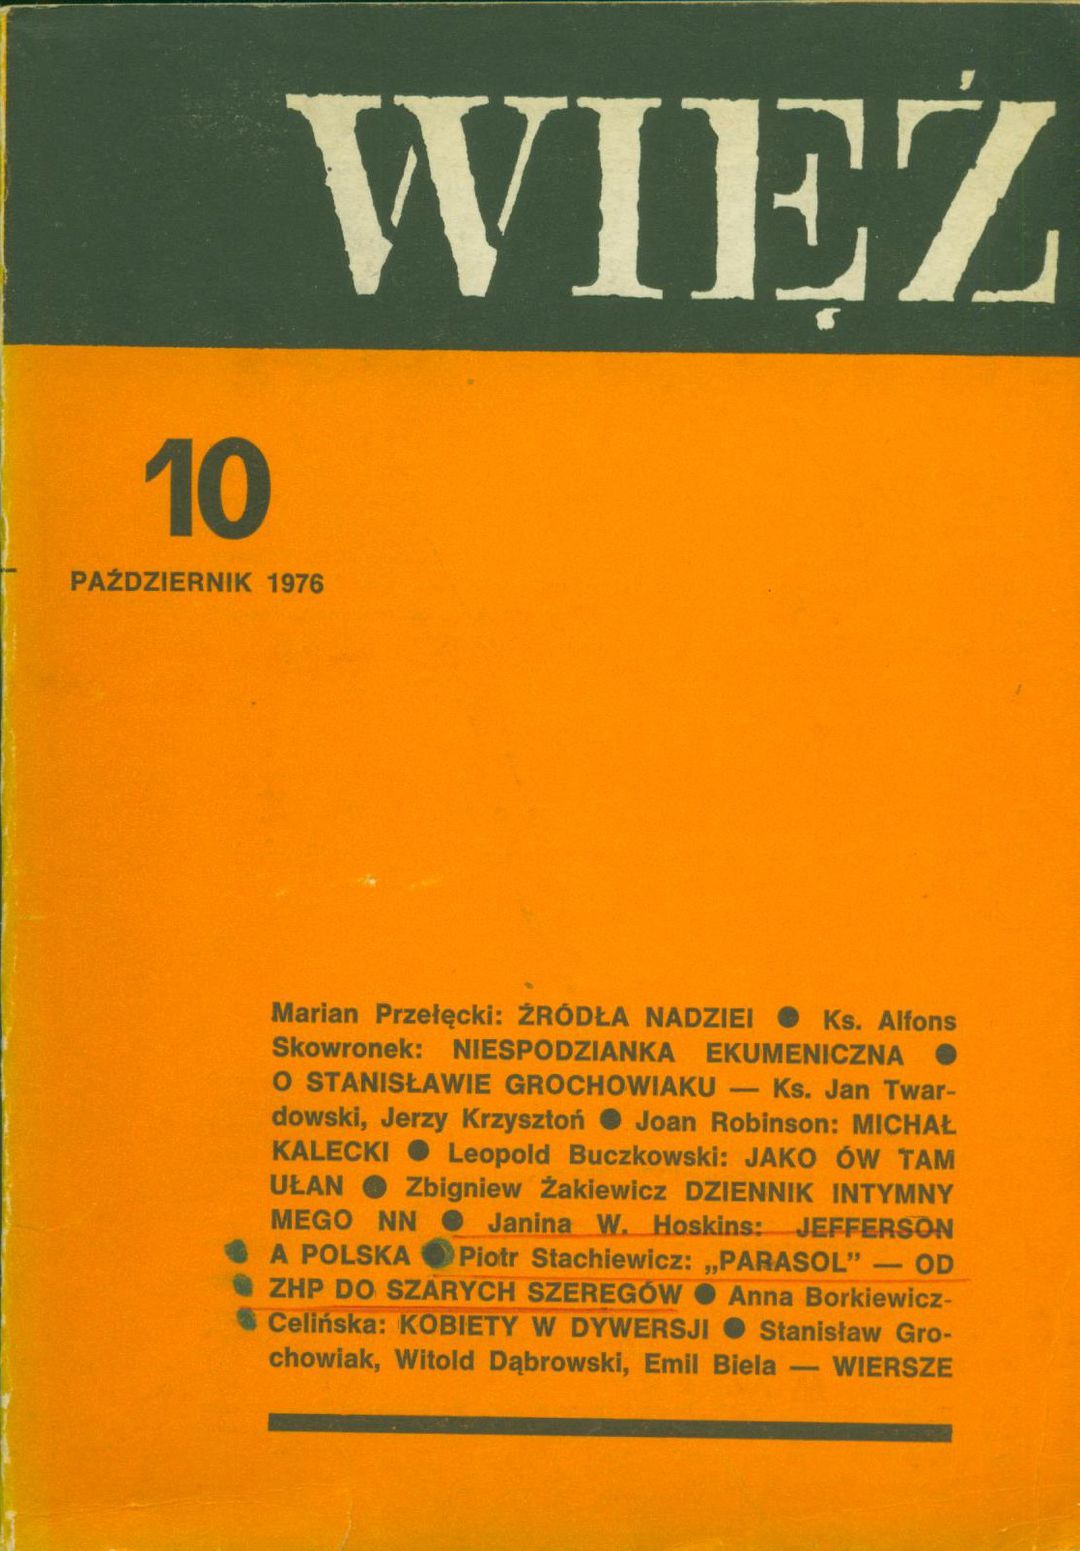 WIĘŹ
10
PAŹDZIERNIK 1976
Marian Przełęcki: ŹRÓDŁA NADZIEI ● Ks. Alfons
Skowronek: NIESPODZIANKA EKUMENICZNA ●
O STANISŁAWIE GROCHOWIAKU — Ks. Jan Twar-
dowski, Jerzy Krzysztoń ● Joan Robinson: MICHAŁ
KALECKI ● Leopold Buczkowski: JAKO ÓW TAM
UŁAN ● Zbigniew Żakiewicz DZIENNIK INTYMNY
MEGO NN ● Janina W. Hoskins: JEFFERSON
A POLSKA ● Piotr Stachiewicz: „PARASOL” — OD
ZHP DO SZARYCH SZEREGÓW ● Anna Borkiewicz-
Celińska: KOBIETY W DYWERSJI ● Stanisław Gro-
chowiak, Witold Dąbrowski, Emil Biela — WIERSZE